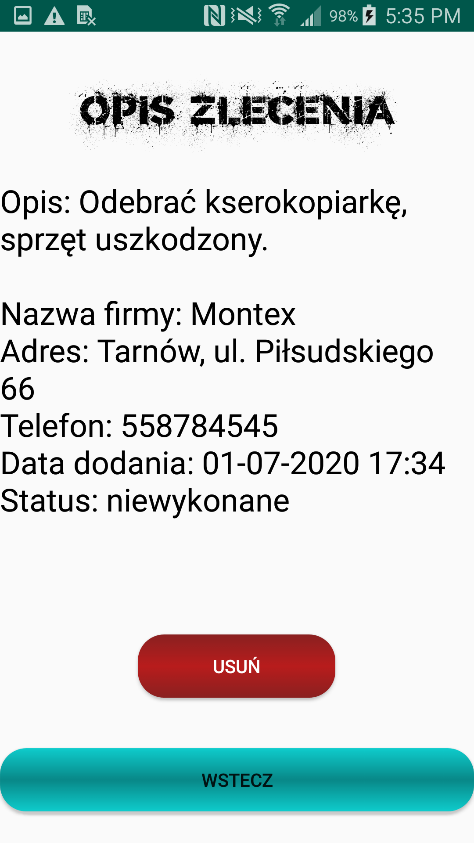 98% 5:35 PM
OPIS ZLECENIA
Opis: Odebrać kserokopiarkę,
sprzęt uszkodzony.
Nazwa firmy: Montex
Adres: Tarnów, ul. Piłsudskiego
66
Telefon: 558784545
Data dodania: 01-07-2020 17:34
Status: niewykonane
USUŃ
WSTECZ